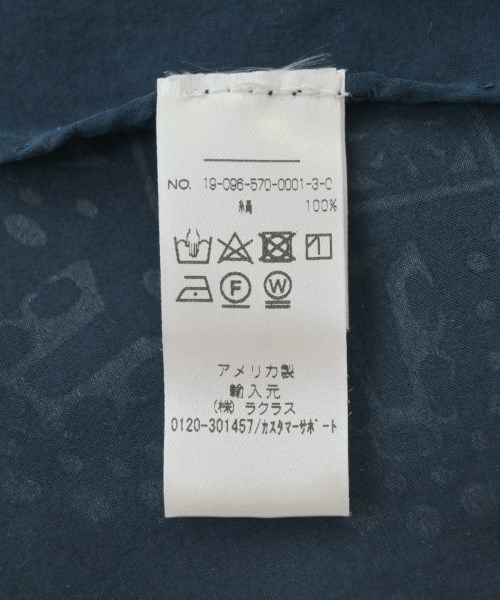 NO. 19-096-570-0001-3-0
絹 100%
F W
アメリカ製
輸入元
(株) ラクラス
0120-301457/カスタマーサポート